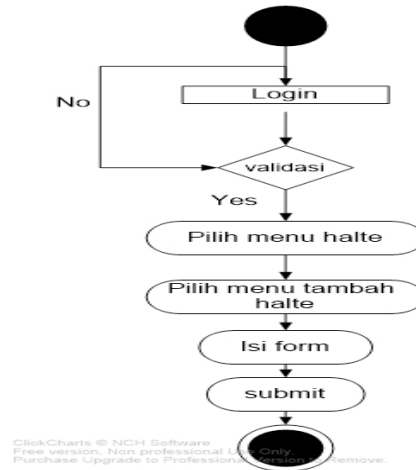 Login
No
validasi
Yes
Pilih menu halte
Pilih menu tambah
halte
Isi form
submit
ClickCharts © NCH Software
Free version. Non professional Use Only.
Purchase Upgrade to Professional version to Remove.